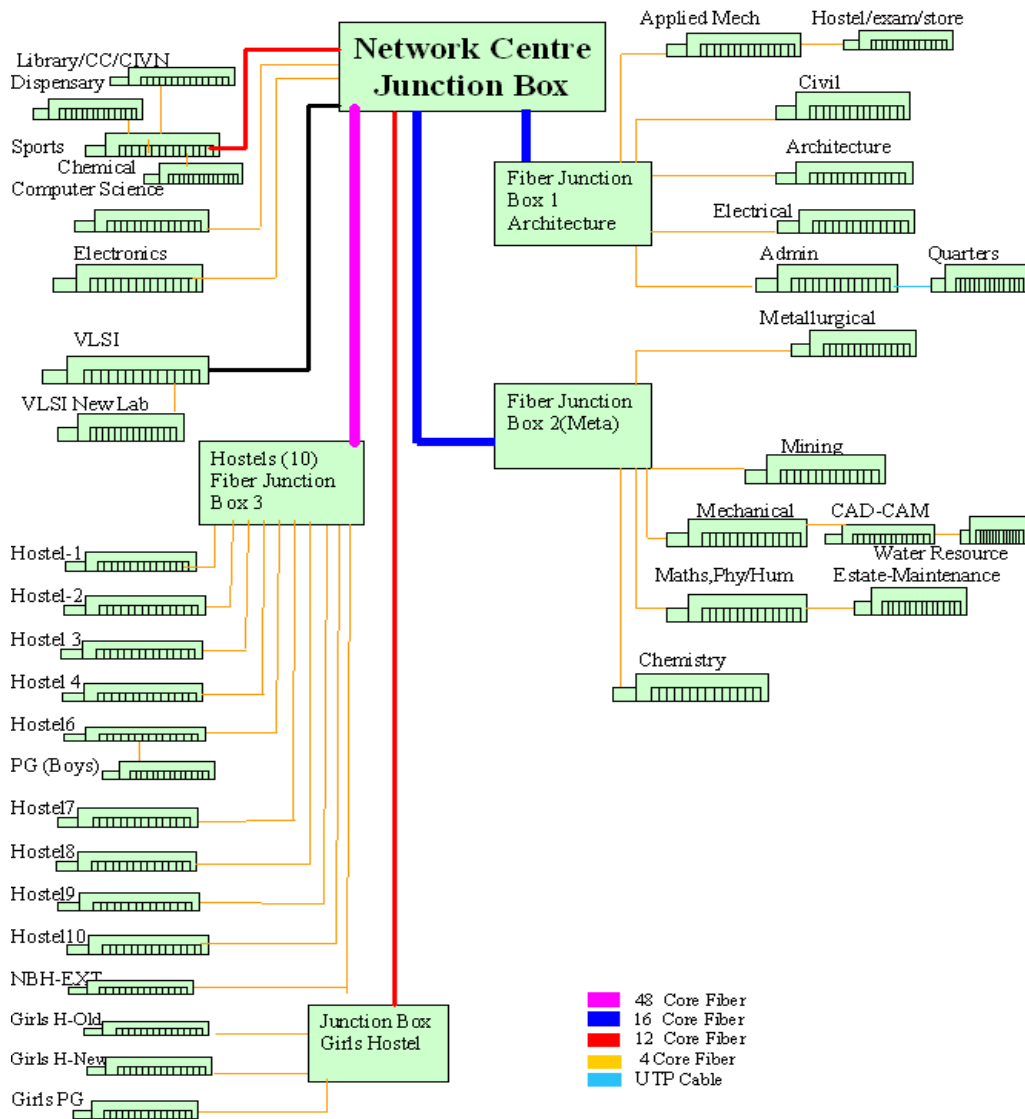 Network Centre
Junction Box
Library/CC/CIVN
Dispensary
Sports
Chemical
Computer Science
Electronics
VLSI
VLSI New Lab
Applied Mech
Hostel/exam/store
Civil
Architecture
Electrical
Admin
Quarters
Fiber Junction
Box 1
Architecture
Metallurgical
Fiber Junction
Box 2(Meta)
Mining
Mechanical
CAD-CAM
Water Resource
Maths,Phy/Hum
Estate-Maintenance
Chemistry
Hostels (10)
Fiber Junction
Box 3
Hostel-1
Hostel-2
Hostel 3
Hostel 4
Hostel6
PG (Boys)
Hostel7
Hostel8
Hostel9
Hostel10
NBH-EXT
Girls H-Old
Girls H-New
Girls PG
Junction Box
Girls Hostel
48 Core Fiber
16 Core Fiber
12 Core Fiber
4 Core Fiber
UTP Cable